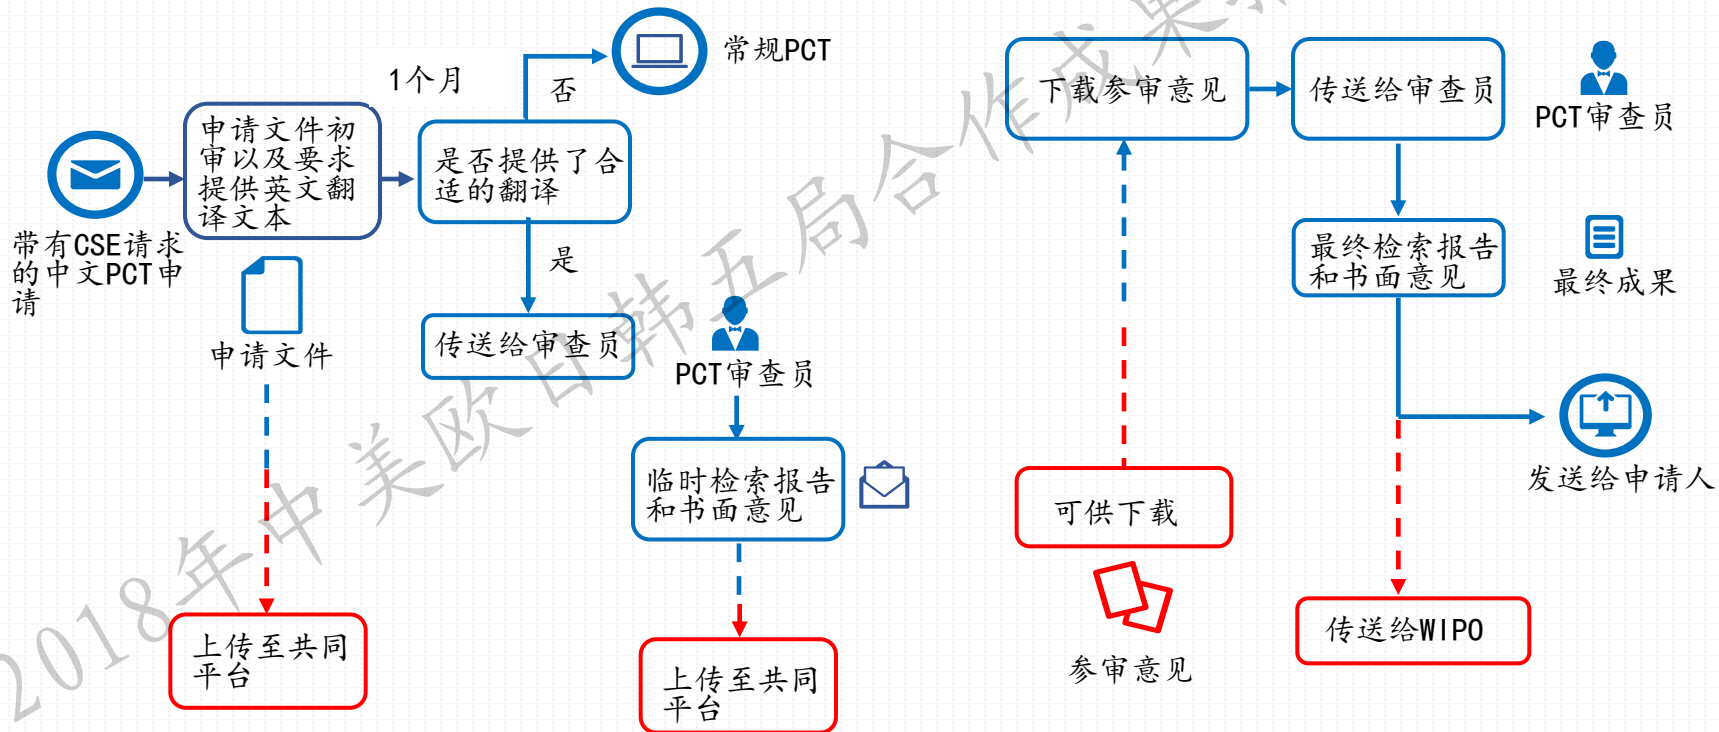 带有CSE请求
的中文PCT申
请
申请文件初
审以及要求
提供英文翻
译文本
申请文件
上传至共同
平台
1个月
是否提供了合
适的翻译
否
常规PCT
是
传送给审查员
PCT审查员
临时检索报告
和书面意见
上传至共同
平台
下载参审意见
可供下载
参审意见
传送给审查员
PCT审查员
最终检索报告
和书面意见
最终成果
发送给申请人
传送给WIPO
2018年中美欧日韩五局合作成果